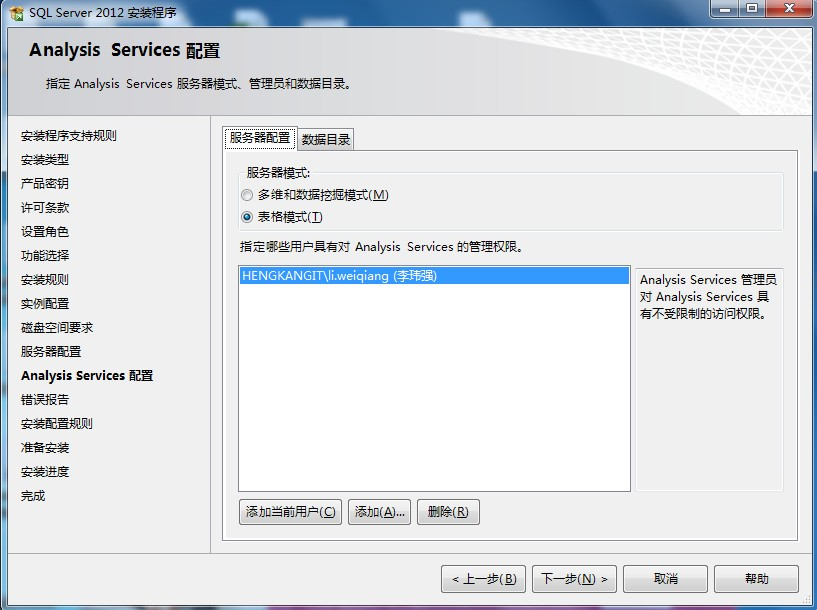 SQL Server 2012 安装程序
Analysis Services 配置
指定 Analysis Services 服务器模式、管理员和数据目录。
安装程序支持规则
安装类型
产品密钥
许可条款
设置角色
功能选择
安装规则
实例配置
磁盘空间要求
服务器配置
Analysis Services 配置
错误报告
安装配置规则
准备安装
安装进度
完成
服务器配置 数据目录
服务器模式:
多维和数据挖掘模式(M)
表格模式(T)
指定哪些用户具有对 Analysis Services 的管理权限。
HENGKANGIT\li.weiqiang (李玮强)
Analysis Services 管理员
对 Analysis Services 具
有不受限制的访问权限。
添加当前用户(C) 添加(A)... 删除(R)
< 上一步(B) 下一步(N) > 取消 帮助